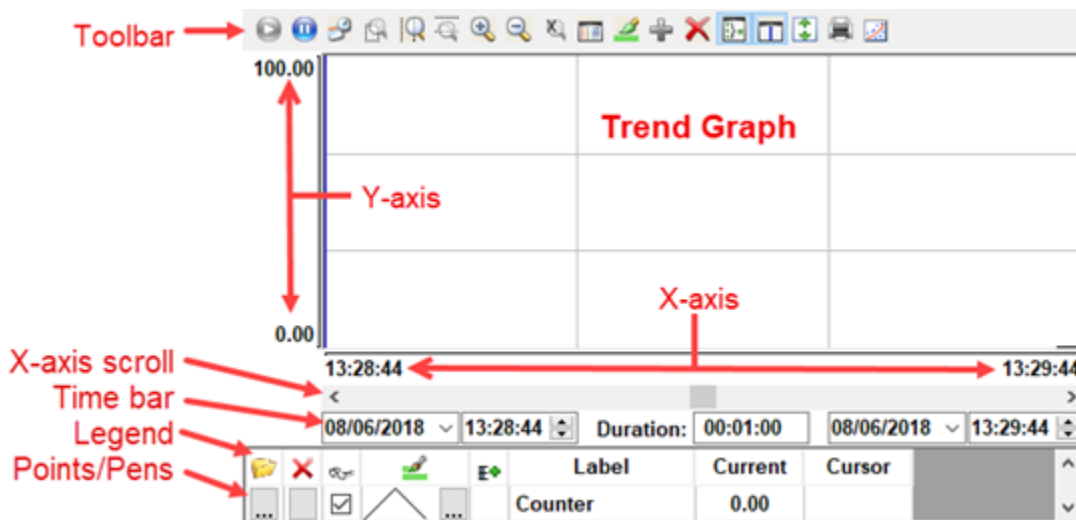 Toolbar
100.00
Trend Graph
Y-axis
X-axis
0.00
X-axis scroll
13:28:44 13:29:44
Time bar
08/06/2018 13:28:44 Duration: 00:01:00 08/06/2018 13:29:44
Legend
Label Current Cursor
Points/Pens
... ... Counter 0.00